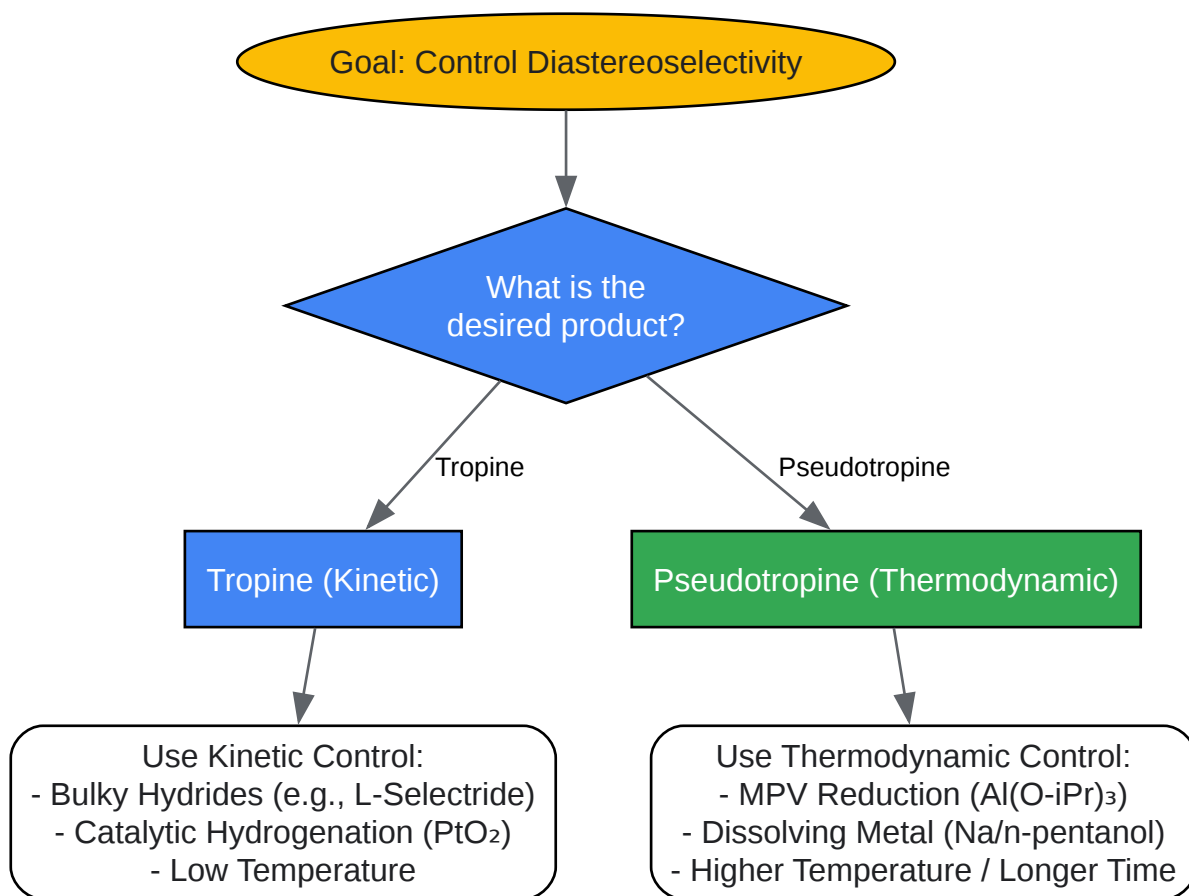 Goal: Control Diastereoselectivity
What is the
desired product?
Tropine
Pseudotropine
Tropine (Kinetic)
Pseudotropine (Thermodynamic)
Use Kinetic Control:
- Bulky Hydrides (e.g., L-Selectride)
- Catalytic Hydrogenation (PtO₂)
- Low Temperature
Use Thermodynamic Control:
- MPV Reduction (Al(O-iPr)₃)
- Dissolving Metal (Na/n-pentanol)
- Higher Temperature / Longer Time